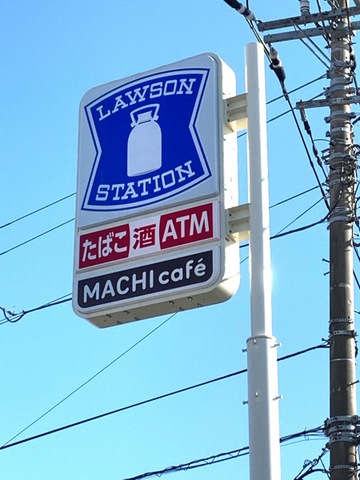 LAWSON
STATION
たばこ 酒 ATM
MACHI café